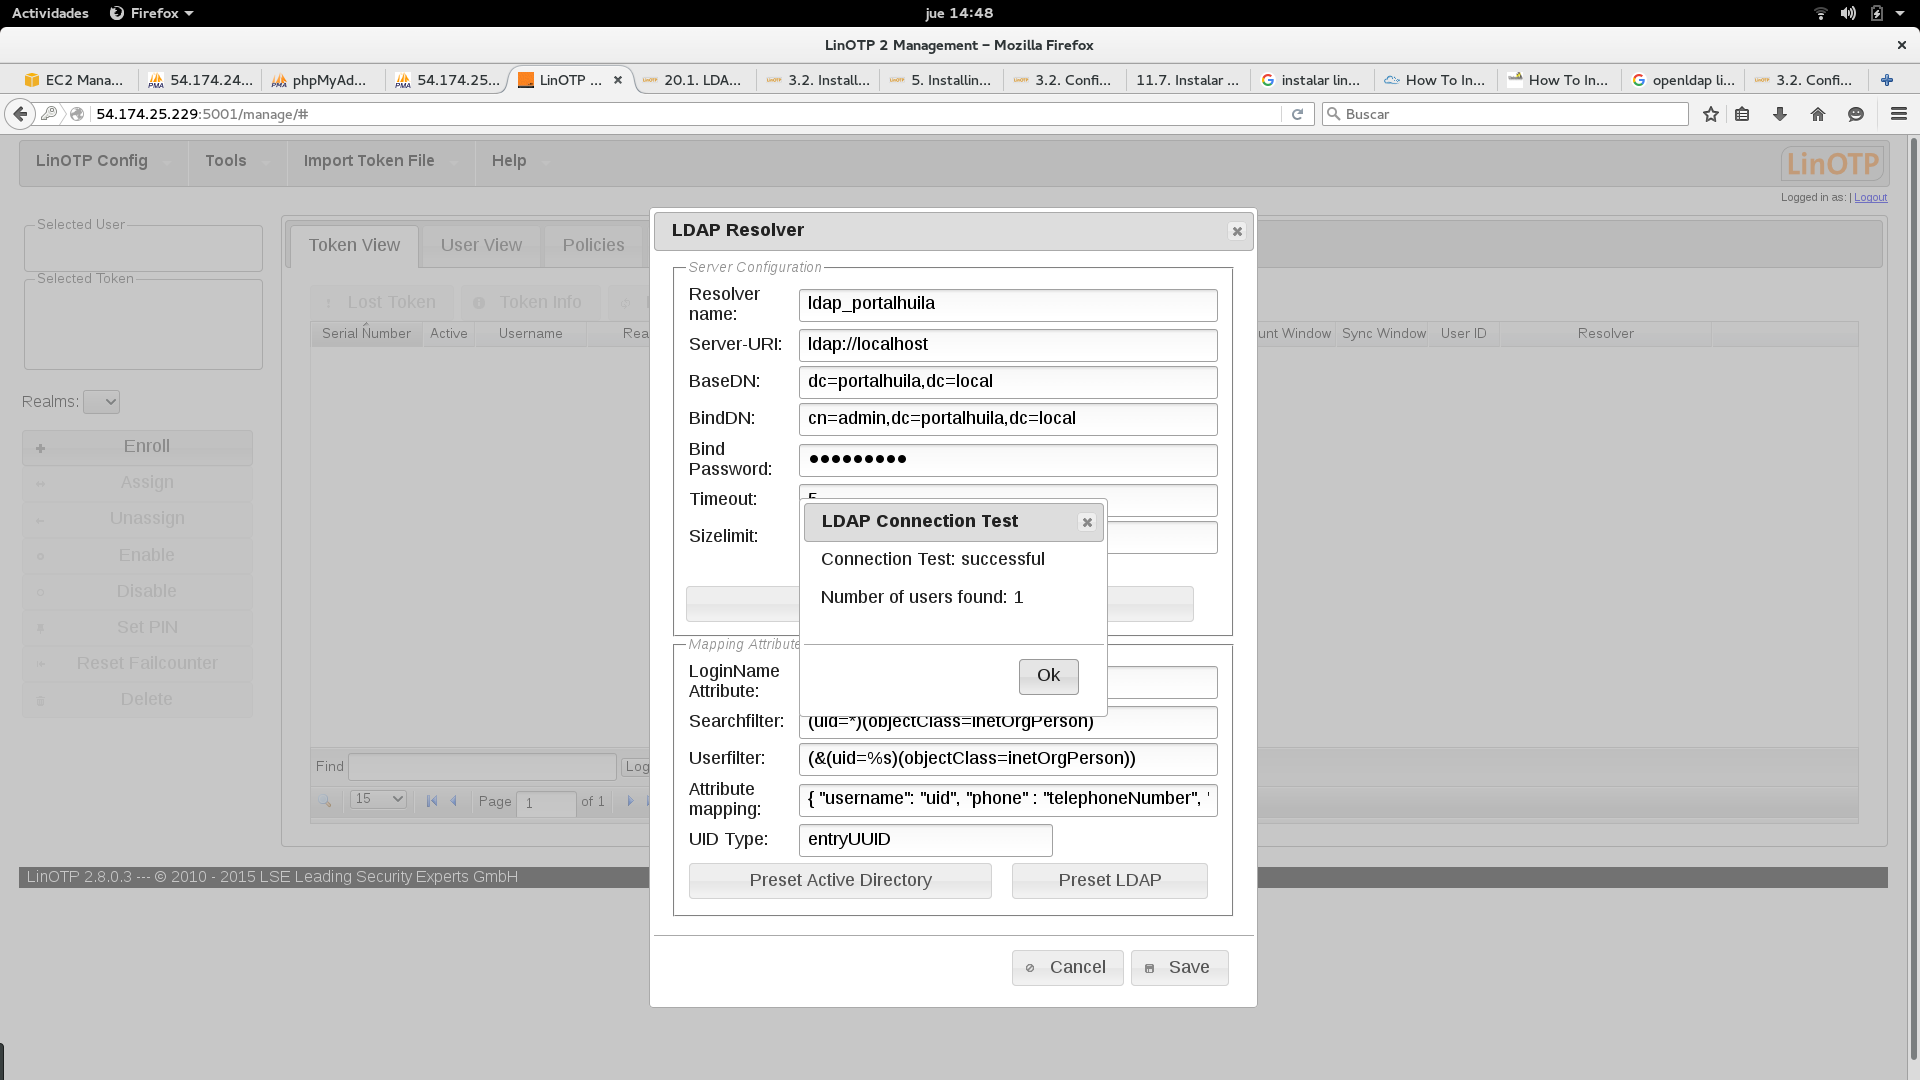 Actividades Firefox jue 14:48
LinOTP 2 Management – Mozilla Firefox
EC2 Mana... 54.174.24... phpMyAd... 54.174.25... LinOTP ... 20.1. LDA... 3.2. Install... 5. Installin... 3.2. Confi... 11.7. Instalar ... instalar lin... How To In... How To In... openldap li... 3.2. Confi...
54.174.25.229:5001/manage/# Buscar
LinOTP Config Tools Import Token File Help LinOTP
Logged in as: | Logout
Selected User
Selected Token
Realms:
Enroll
Assign
Unassign
Enable
Disable
Set PIN
Reset Failcounter
Delete
Token View User View Policies
Lost Token Token Info
Serial Number Active Username Rea
unt Window Sync Window User ID Resolver
Find Log
15 Page 1 of 1
LDAP Resolver
Server Configuration
Resolver name: ldap_portalhuila
Server-URI: ldap://localhost
BaseDN: dc=portalhuila,dc=local
BindDN: cn=admin,dc=portalhuila,dc=local
Bind Password: ●●●●●●●●●
Timeout: 5
Sizelimit:
LDAP Connection Test
Connection Test: successful
Number of users found: 1
Ok
Mapping Attribute
LoginName Attribute:
Searchfilter: (uid=*)(objectClass=inetOrgPerson)
Userfilter: (&(uid=%s)(objectClass=inetOrgPerson))
Attribute mapping: { "username": "uid", "phone" : "telephoneNumber", "
UID Type: entryUUID
Preset Active Directory Preset LDAP
Cancel Save
LinOTP 2.8.0.3 --- © 2010 - 2015 LSE Leading Security Experts GmbH